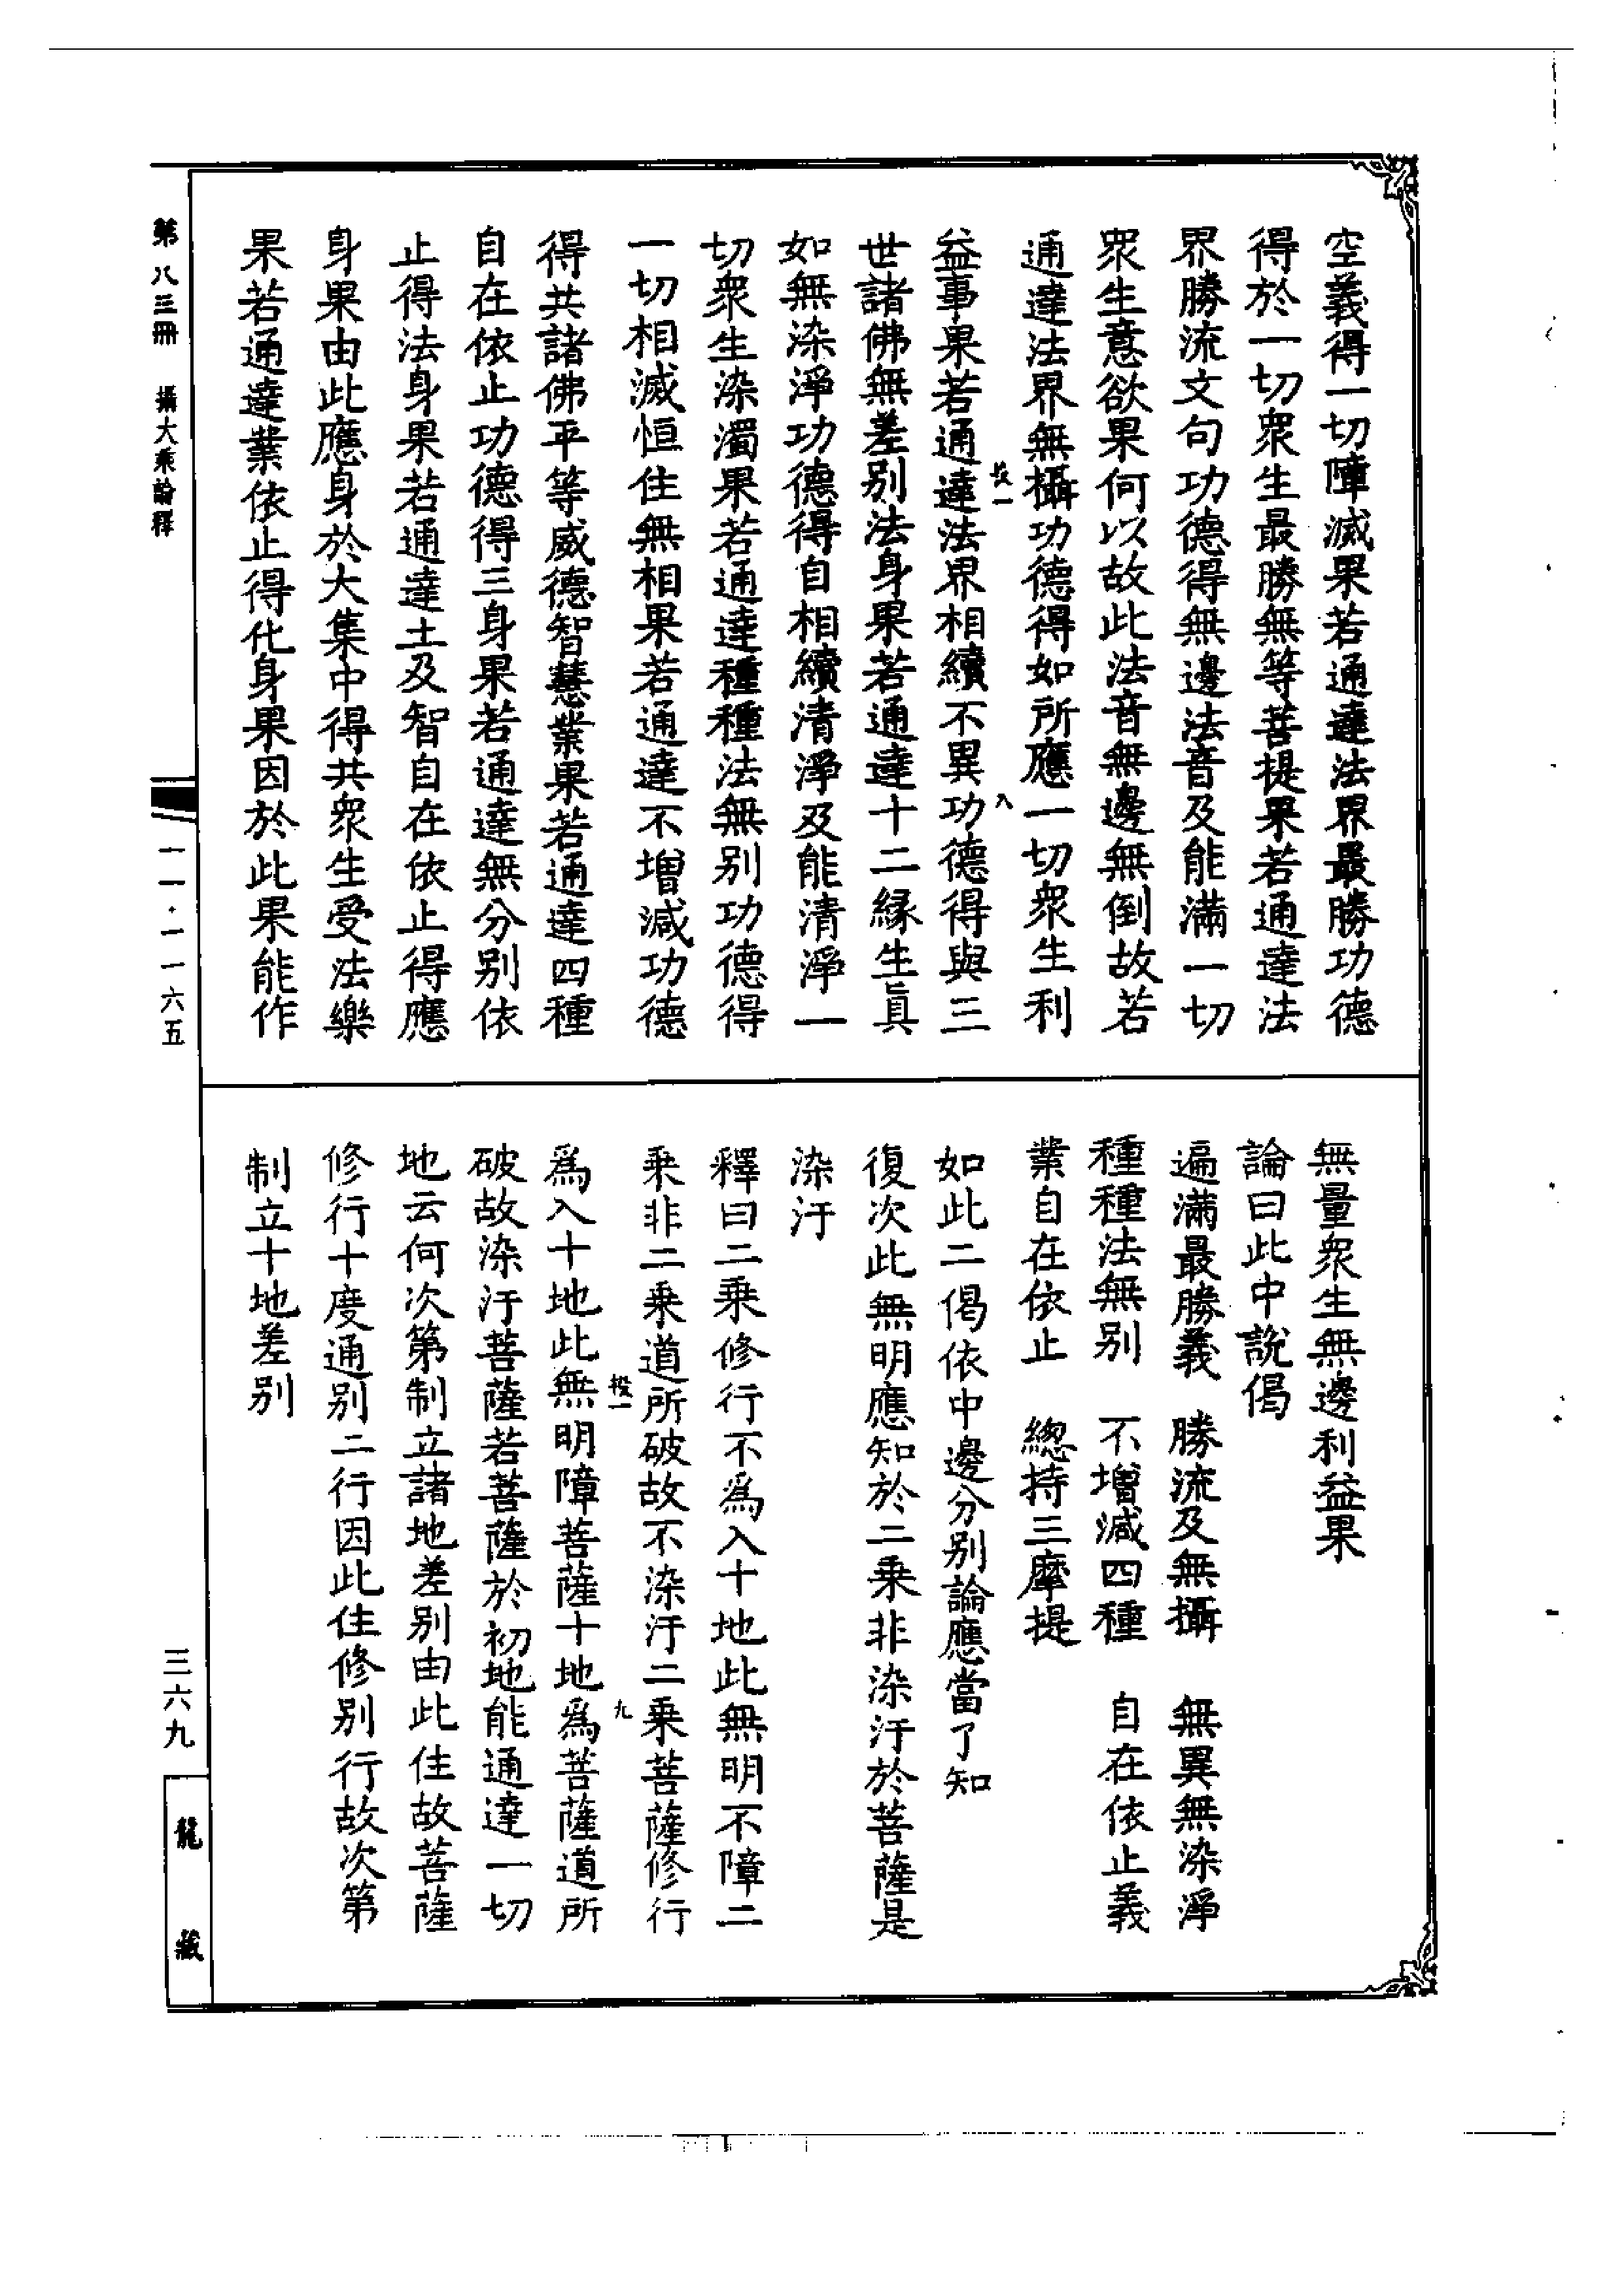 空義得一切障滅果若通達法界最勝功德
得於一切眾生最勝無等菩提果若通達法
界勝流文句功德得無邊法音及能滿一切
眾生意欲果何以故此法音無邊無倒故若
通達法界無攝功德得如所應一切眾生利
益事果若通達法界相續不異功德得與三
世諸佛無差別法身果若通達十二緣生真
如無染淨功德得自相續清淨及能清淨一
切眾生染濁果若通達種種法無別功德得
一切相滅恒住無相果若通達不增減功德
得共諸佛平等威德智慧業果若通達四種
自在依止功德得三身果若通達無分別依
止得法身果若通達土及智自在依止得應
身果由此應身於大集中得共眾生受法樂
果若通達業依止得化身果因於此果能作
無量眾生無邊利益果
論曰此中說偈
遍滿最勝義 勝流及無攝 無異無染淨
種種法無別 不增減四種 自在依止義
業自在依止 總持三摩提
如此二偈依中邊分別論應當了知
復次此無明應知於二乘非染汙於菩薩是
染汙
釋曰二乘修行不為入十地此無明不障二
乘非二乘道所破故不染汙二乘菩薩修行
為入十地此無明障菩薩十地為菩薩道所
破故染汙菩薩若菩薩於初地能通達一切
地云何次第制立諸地差別由此住故菩薩
修行十度通別二行因此住修別行故次第
制立十地差別
投一
八
投一
九
第八三冊 攝大乘論釋
一一·一一六五
三六九
龍藏